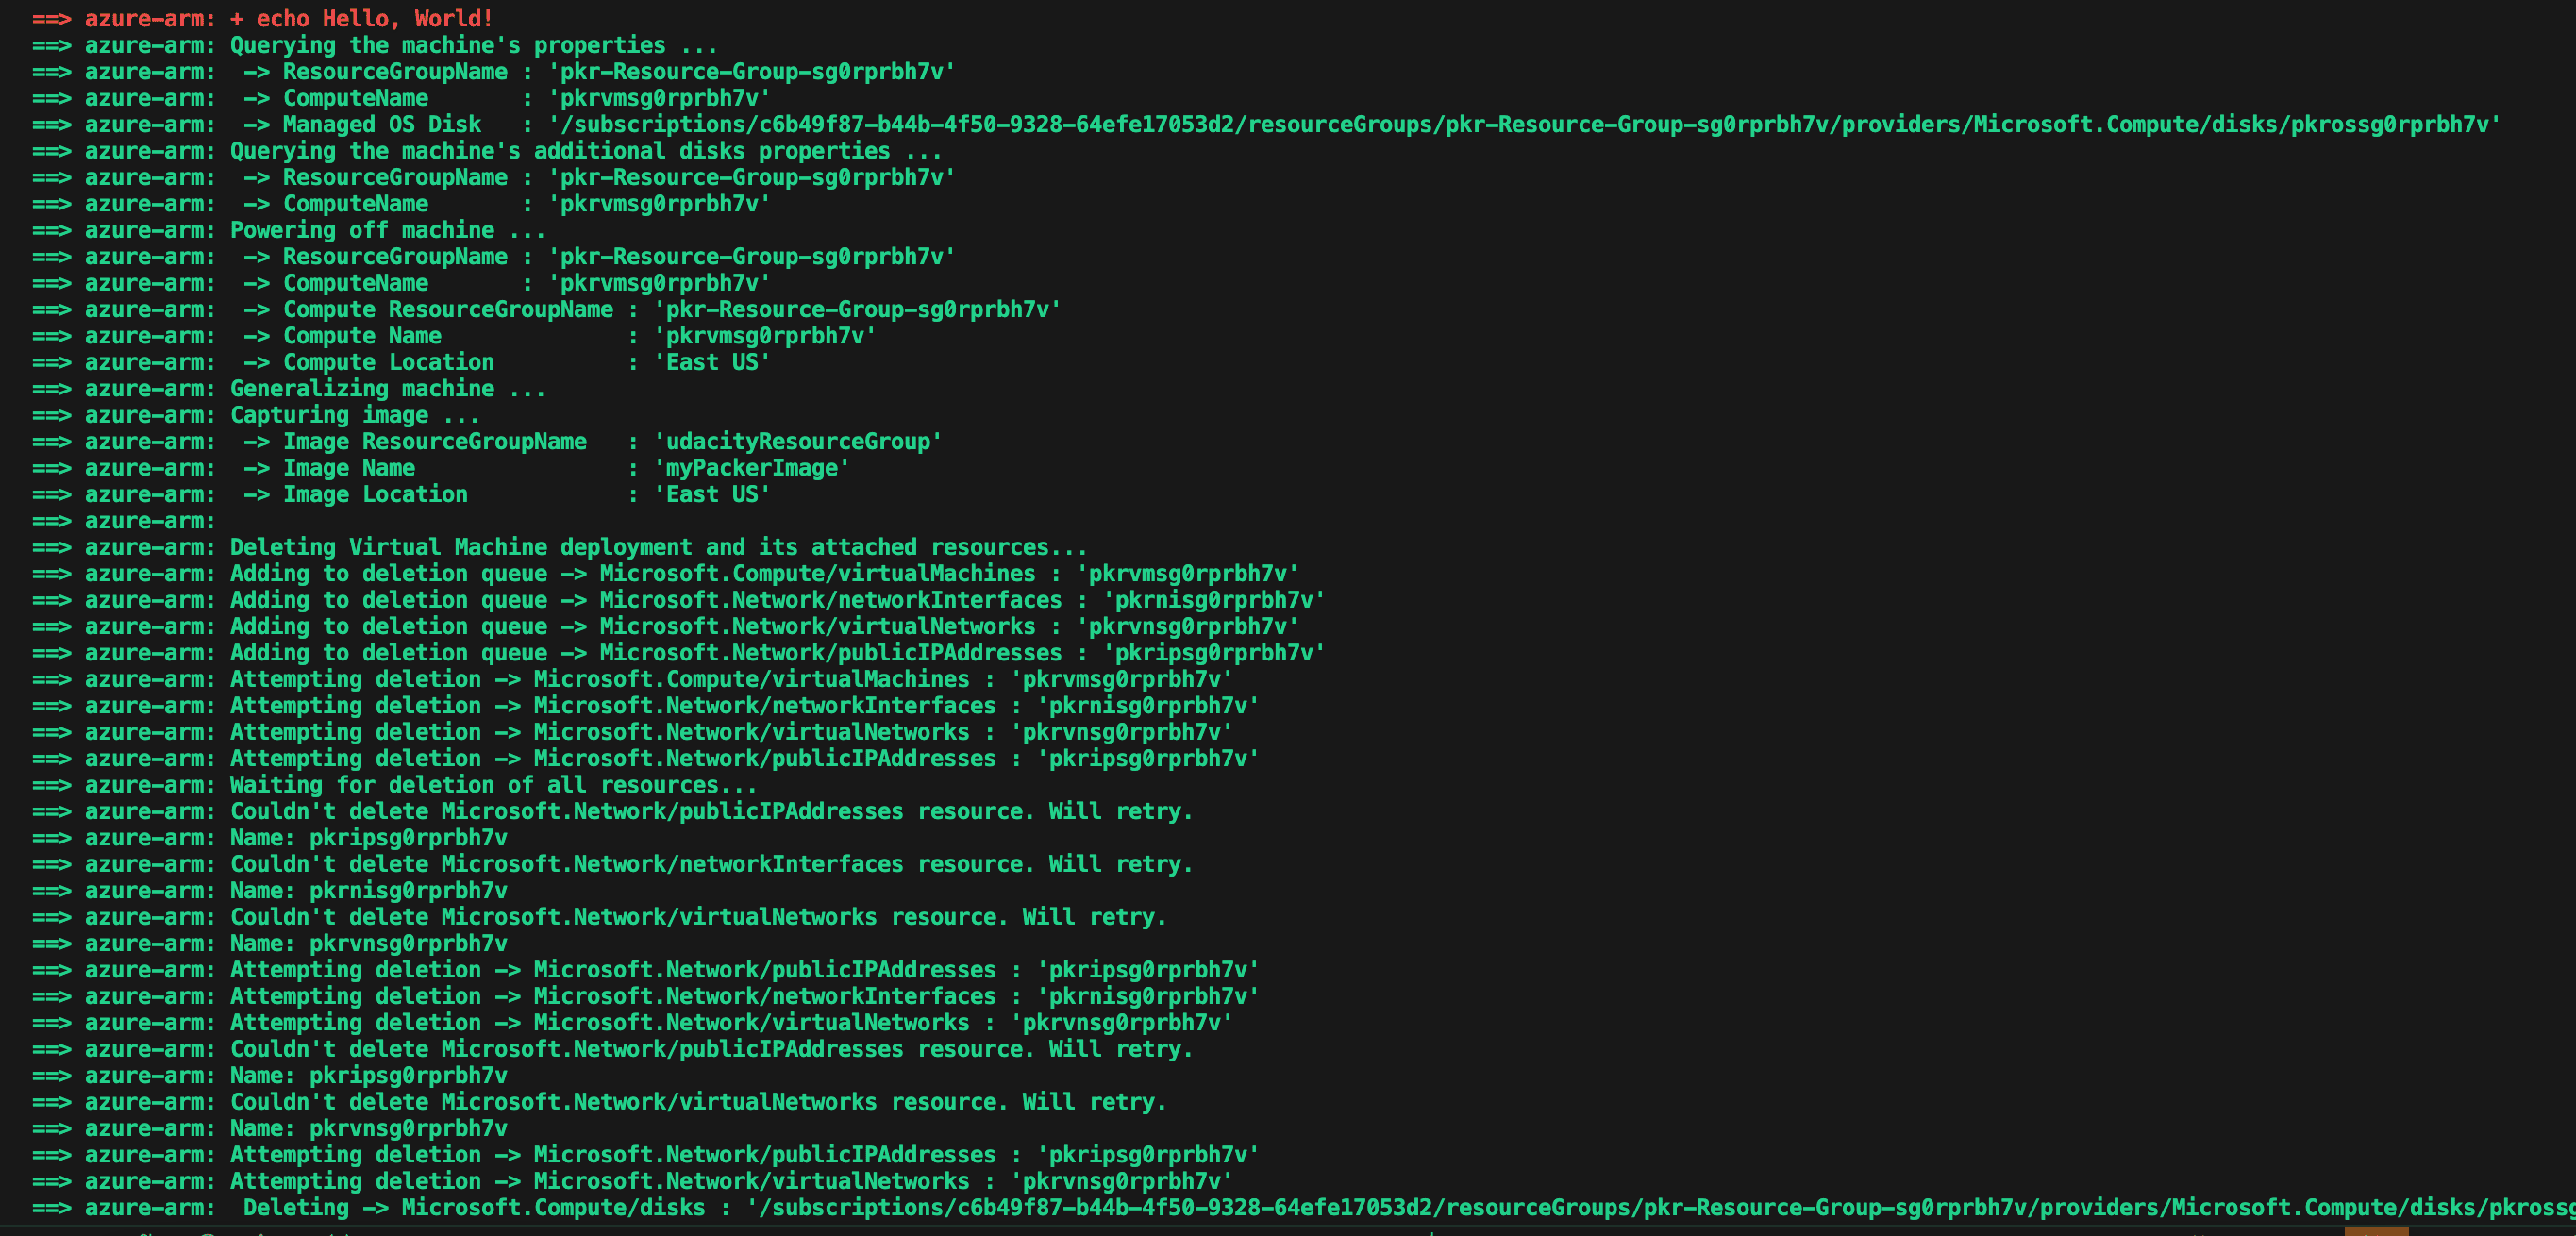 ==> azure-arm: + echo Hello, World!
==> azure-arm: Querying the machine's properties ...
==> azure-arm:  -> ResourceGroupName : 'pkr-Resource-Group-sg0rprbh7v'
==> azure-arm:  -> ComputeName       : 'pkrvmsg0rprbh7v'
==> azure-arm:  -> Managed OS Disk   : '/subscriptions/c6b49f87-b44b-4f50-9328-64efe17053d2/resourceGroups/pkr-Resource-Group-sg0rprbh7v/providers/Microsoft.Compute/disks/pkrossg0rprbh7v'
==> azure-arm: Querying the machine's additional disks properties ...
==> azure-arm:  -> ResourceGroupName : 'pkr-Resource-Group-sg0rprbh7v'
==> azure-arm:  -> ComputeName       : 'pkrvmsg0rprbh7v'
==> azure-arm: Powering off machine ...
==> azure-arm:  -> ResourceGroupName : 'pkr-Resource-Group-sg0rprbh7v'
==> azure-arm:  -> ComputeName       : 'pkrvmsg0rprbh7v'
==> azure-arm:  -> Compute ResourceGroupName : 'pkr-Resource-Group-sg0rprbh7v'
==> azure-arm:  -> Compute Name              : 'pkrvmsg0rprbh7v'
==> azure-arm:  -> Compute Location          : 'East US'
==> azure-arm: Generalizing machine ...
==> azure-arm: Capturing image ...
==> azure-arm:  -> Image ResourceGroupName   : 'udacityResourceGroup'
==> azure-arm:  -> Image Name                : 'myPackerImage'
==> azure-arm:  -> Image Location            : 'East US'
==> azure-arm:
==> azure-arm: Deleting Virtual Machine deployment and its attached resources...
==> azure-arm: Adding to deletion queue -> Microsoft.Compute/virtualMachines : 'pkrvmsg0rprbh7v'
==> azure-arm: Adding to deletion queue -> Microsoft.Network/networkInterfaces : 'pkrnisg0rprbh7v'
==> azure-arm: Adding to deletion queue -> Microsoft.Network/virtualNetworks : 'pkrvnsg0rprbh7v'
==> azure-arm: Adding to deletion queue -> Microsoft.Network/publicIPAddresses : 'pkripsg0rprbh7v'
==> azure-arm: Attempting deletion -> Microsoft.Compute/virtualMachines : 'pkrvmsg0rprbh7v'
==> azure-arm: Attempting deletion -> Microsoft.Network/networkInterfaces : 'pkrnisg0rprbh7v'
==> azure-arm: Attempting deletion -> Microsoft.Network/virtualNetworks : 'pkrvnsg0rprbh7v'
==> azure-arm: Attempting deletion -> Microsoft.Network/publicIPAddresses : 'pkripsg0rprbh7v'
==> azure-arm: Waiting for deletion of all resources...
==> azure-arm: Couldn't delete Microsoft.Network/publicIPAddresses resource. Will retry.
==> azure-arm: Name: pkripsg0rprbh7v
==> azure-arm: Couldn't delete Microsoft.Network/networkInterfaces resource. Will retry.
==> azure-arm: Name: pkrnisg0rprbh7v
==> azure-arm: Couldn't delete Microsoft.Network/virtualNetworks resource. Will retry.
==> azure-arm: Name: pkrvnsg0rprbh7v
==> azure-arm: Attempting deletion -> Microsoft.Network/publicIPAddresses : 'pkripsg0rprbh7v'
==> azure-arm: Attempting deletion -> Microsoft.Network/networkInterfaces : 'pkrnisg0rprbh7v'
==> azure-arm: Attempting deletion -> Microsoft.Network/virtualNetworks : 'pkrvnsg0rprbh7v'
==> azure-arm: Couldn't delete Microsoft.Network/publicIPAddresses resource. Will retry.
==> azure-arm: Name: pkripsg0rprbh7v
==> azure-arm: Couldn't delete Microsoft.Network/virtualNetworks resource. Will retry.
==> azure-arm: Name: pkrvnsg0rprbh7v
==> azure-arm: Attempting deletion -> Microsoft.Network/publicIPAddresses : 'pkripsg0rprbh7v'
==> azure-arm: Attempting deletion -> Microsoft.Network/virtualNetworks : 'pkrvnsg0rprbh7v'
==> azure-arm:  Deleting -> Microsoft.Compute/disks : '/subscriptions/c6b49f87-b44b-4f50-9328-64efe17053d2/resourceGroups/pkr-Resource-Group-sg0rprbh7v/providers/Microsoft.Compute/disks/pkross